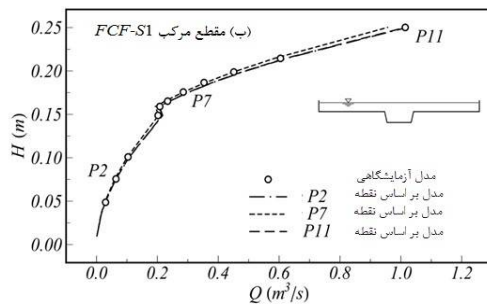 (ب) مقطع مرکب FCF-S1
0.25
0.20
0.15
0.10
0.05
0.00
H (m)
P11
P7
P2
مدل آزمایشگاهی
P2 مدل بر اساس نقطه
P7 مدل بر اساس نقطه
P11 مدل بر اساس نقطه
0.0 0.2 0.4 0.6 0.8 1.0 1.2
Q (m³/s)